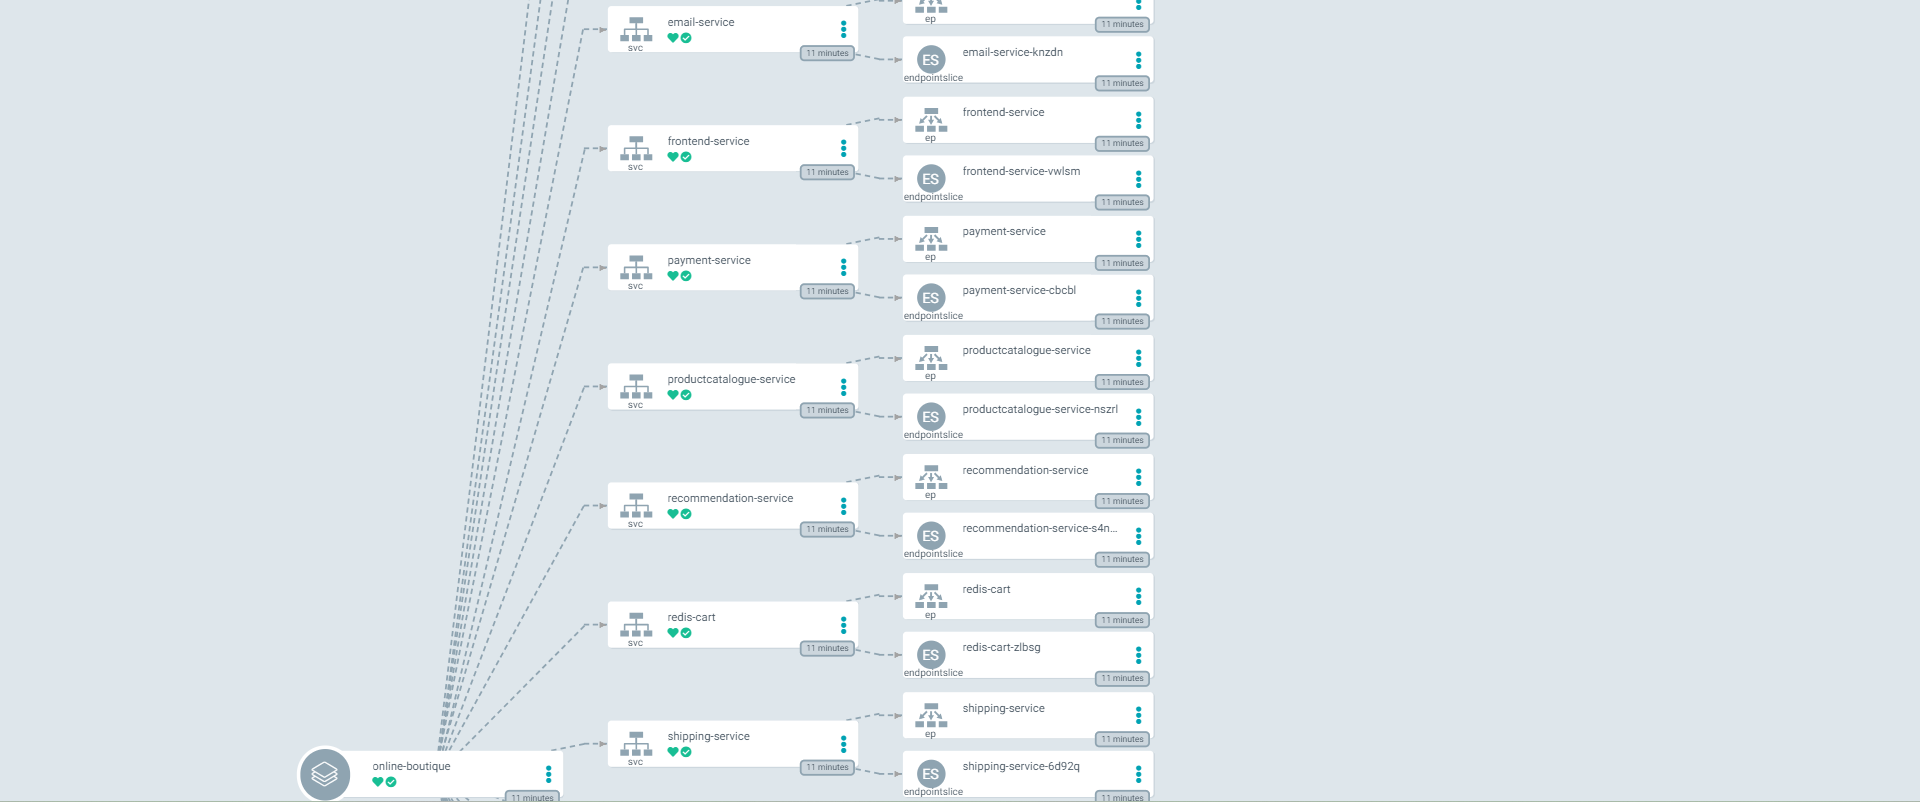 ep
11 minutes
email-service
svc
11 minutes
email-service-knzdn
ES
endpointslice
11 minutes
frontend-service
ep
11 minutes
frontend-service
svc
11 minutes
frontend-service-vwlsm
ES
endpointslice
11 minutes
payment-service
ep
11 minutes
payment-service
svc
11 minutes
payment-service-cbcbl
ES
endpointslice
11 minutes
productcatalogue-service
ep
11 minutes
productcatalogue-service
svc
11 minutes
productcatalogue-service-nszrl
ES
endpointslice
11 minutes
recommendation-service
ep
11 minutes
recommendation-service
svc
11 minutes
recommendation-service-s4n...
ES
endpointslice
11 minutes
redis-cart
ep
11 minutes
redis-cart
svc
11 minutes
redis-cart-zlbsg
ES
endpointslice
11 minutes
shipping-service
ep
11 minutes
shipping-service
svc
11 minutes
shipping-service-6d92q
ES
endpointslice
11 minutes
online-boutique
11 minutes